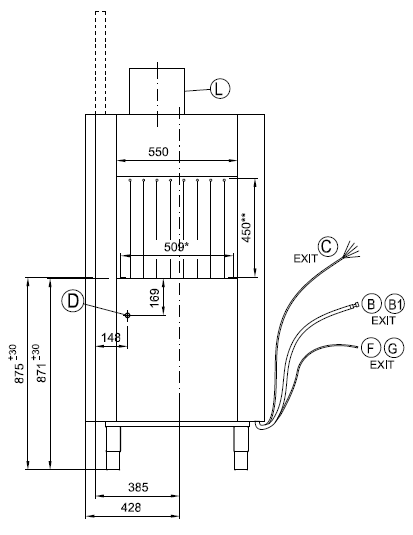 L
550
450**
509*
C
EXIT
D
169
B B1
EXIT
148
F G
EXIT
875 ±30
871 ±30
385
428